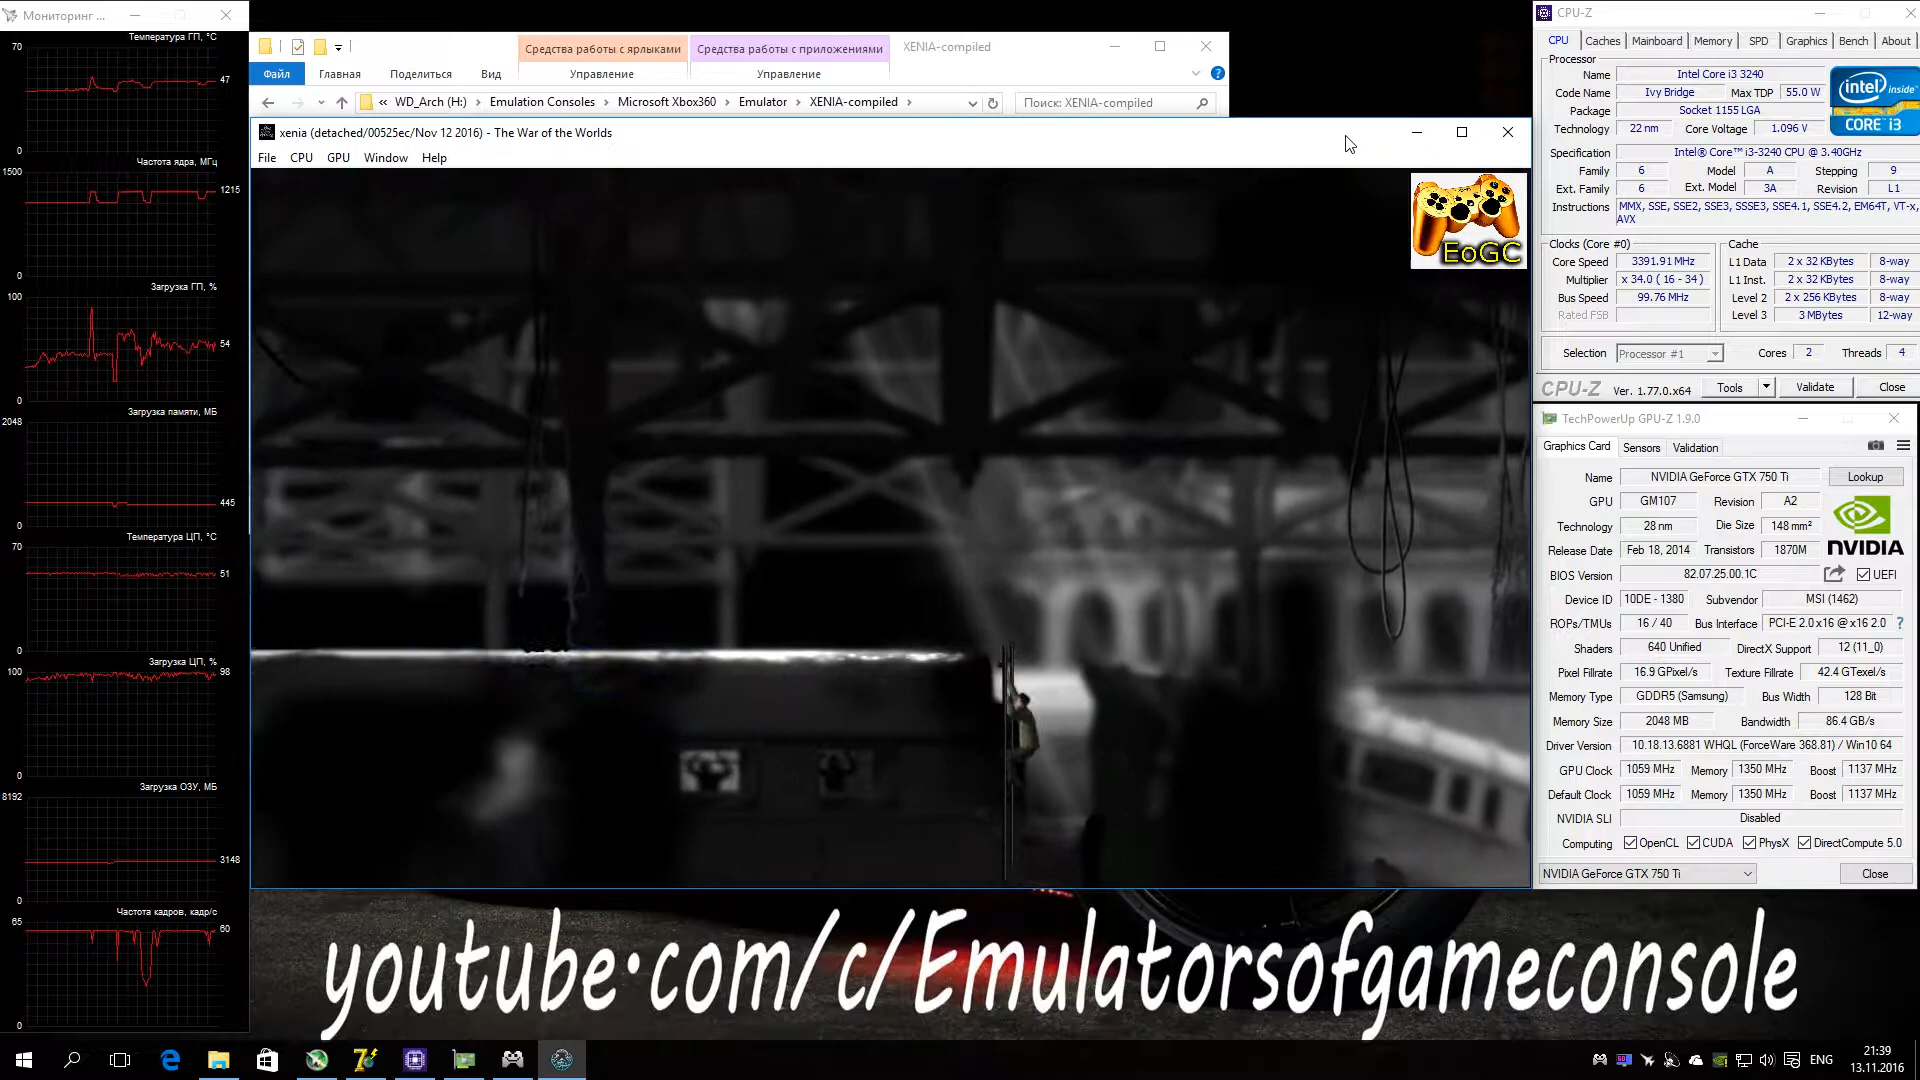 Мониторинг ...
Температура ГП, °C
70
47
0
Частота ядра, МГц
1500
1215
0
Загрузка ГП, %
100
54
0
Загрузка памяти, МБ
2048
445
0
Температура ЦП, °C
70
51
0
Загрузка ЦП, %
100
98
0
Загрузка ОЗУ, МБ
8192
3148
0
Частота кадров, кадр/с
65
60
0
Средства работы с ярлыками
Средства работы с приложениями
XENIA-compiled
Файл
Главная
Поделиться
Вид
Управление
Управление
« WD_Arch (H:) > Emulation Consoles > Microsoft Xbox360 > Emulator > XENIA-compiled >
Поиск: XENIA-compiled
xenia (detached/00525ec/Nov 12 2016) - The War of the Worlds
File CPU GPU Window Help
EoGC
CPU-Z
CPU Caches Mainboard Memory SPD Graphics Bench About
Processor
Name Intel Core i3 3240
Code Name Ivy Bridge Max TDP 55.0 W
Package Socket 1155 LGA
Technology 22 nm Core Voltage 1.096 V
intel inside™
CORE i3
Specification Intel® Core™ i3-3240 CPU @ 3.40GHz
Family 6 Model A Stepping 9
Ext. Family 6 Ext. Model 3A Revision L1
Instructions MMX, SSE, SSE2, SSE3, SSSE3, SSE4.1, SSE4.2, EM64T, VT-x,
AVX
Clocks (Core #0)
Core Speed 3391.91 MHz
Multiplier x 34.0 ( 16 - 34 )
Bus Speed 99.76 MHz
Rated FSB
Cache
L1 Data 2 x 32 KBytes 8-way
L1 Inst. 2 x 32 KBytes 8-way
Level 2 2 x 256 KBytes 8-way
Level 3 3 MBytes 12-way
Selection Processor #1 Cores 2 Threads 4
CPU-Z Ver. 1.77.0.x64 Tools Validate Close
TechPowerUp GPU-Z 1.9.0
Graphics Card Sensors Validation
Name NVIDIA GeForce GTX 750 Ti Lookup
GPU GM107 Revision A2
Technology 28 nm Die Size 148 mm²
Release Date Feb 18, 2014 Transistors 1870M
NVIDIA
BIOS Version 82.07.25.00.1C UEFI
Device ID 10DE - 1380 Subvendor MSI (1462)
ROPs/TMUs 16 / 40 Bus Interface PCI-E 2.0 x16 @ x16 2.0 ?
Shaders 640 Unified DirectX Support 12 (11_0)
Pixel Fillrate 16.9 GPixel/s Texture Fillrate 42.4 GTexel/s
Memory Type GDDR5 (Samsung) Bus Width 128 Bit
Memory Size 2048 MB Bandwidth 86.4 GB/s
Driver Version 10.18.13.6881 WHQL (ForceWare 368.81) / Win10 64
GPU Clock 1059 MHz Memory 1350 MHz Boost 1137 MHz
Default Clock 1059 MHz Memory 1350 MHz Boost 1137 MHz
NVIDIA SLI Disabled
Computing OpenCL CUDA PhysX DirectCompute 5.0
NVIDIA GeForce GTX 750 Ti Close
youtube.com/c/Emulatorsofgameconsole
ENG
21:39
13.11.2016